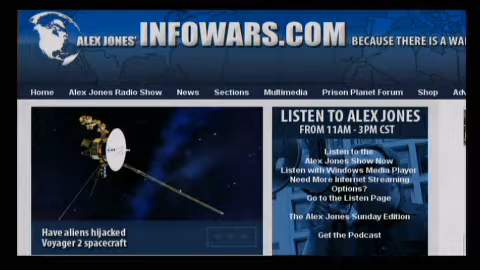 ALEX JONES' INFOWARS.COM BECAUSE THERE IS A WA
Home Alex Jones Radio Show News Sections Multimedia Prison Planet Forum Shop Ad
LISTEN TO ALEX JONES
FROM 11AM - 3PM CST
Listen to the
Alex Jones Show Now
Listen with Windows Media Player
Need More Internet Streaming
Options?
Go to the Listen Page
The Alex Jones Sunday Edition
Get the Podcast
Have aliens hijacked
Voyager 2 spacecraft